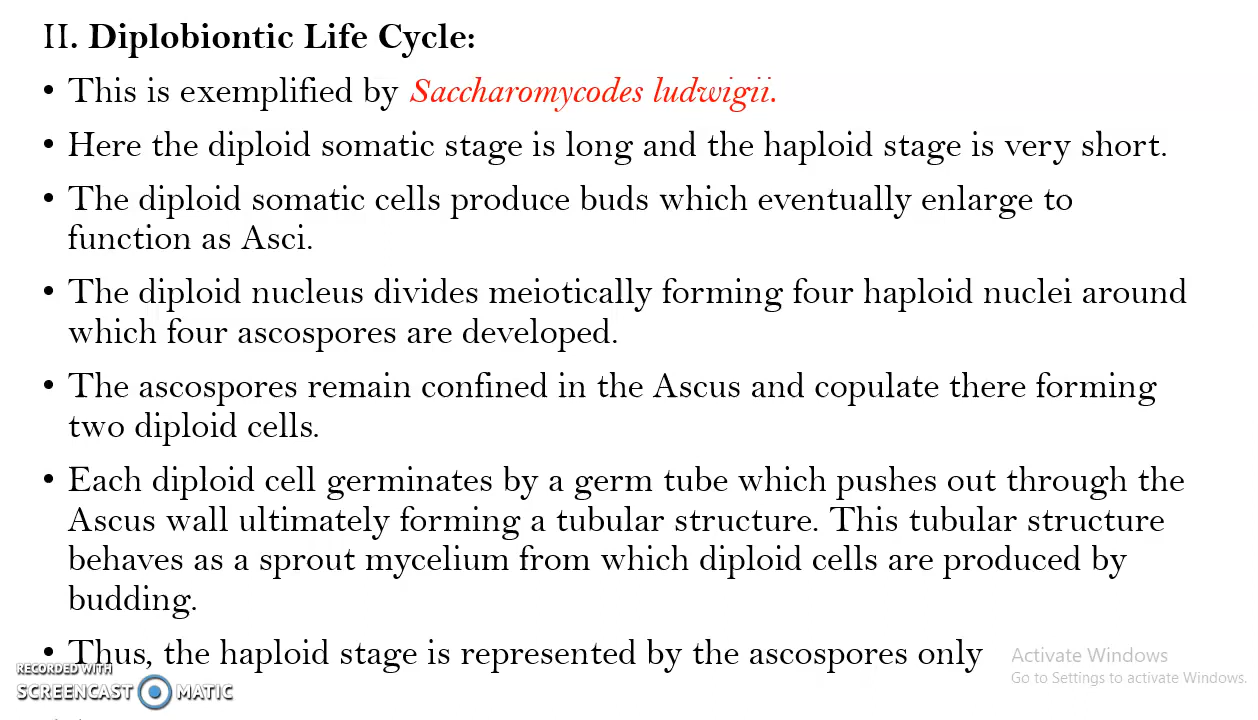 II. Diplobiontic Life Cycle:
• This is exemplified by Saccharomycodes ludwigii.
• Here the diploid somatic stage is long and the haploid stage is very short.
• The diploid somatic cells produce buds which eventually enlarge to
function as Asci.
• The diploid nucleus divides meiotically forming four haploid nuclei around
which four ascospores are developed.
• The ascospores remain confined in the Ascus and copulate there forming
two diploid cells.
• Each diploid cell germinates by a germ tube which pushes out through the
Ascus wall ultimately forming a tubular structure. This tubular structure
behaves as a sprout mycelium from which diploid cells are produced by
budding.
• Thus, the haploid stage is represented by the ascospores only
RECORDED WITH
SCREENCAST MATIC
Activate Windows
Go to Settings to activate Windows.